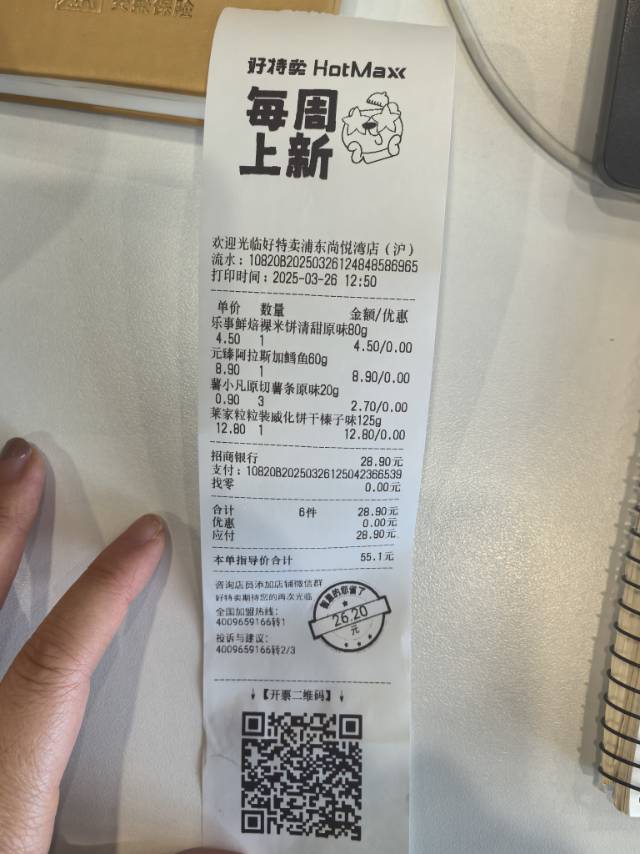 好特卖 HotMaxx
每周
上新
欢迎光临好特卖浦东尚悦湾店（沪）
流水：10820B20250326124848586965
打印时间：2025-03-26 12:50
单价 数量 金额/优惠
乐事鲜焙裸米饼清甜原味80g
4.50 1 4.50/0.00
元臻阿拉斯加鳕鱼60g
8.90 1 8.90/0.00
薯小凡原切薯条原味20g
0.90 3 2.70/0.00
莱家粒粒装威化饼干榛子味125g
12.80 1 12.80/0.00
招商银行 28.90元
支付：10820B20250326125042366539
找零 0.00元
合计 6件 28.90元
优惠 0.00元
应付 28.90元
本单指导价合计 55.1元
咨询店员添加店铺微信群
好特卖期待您的再次光临
全国加盟热线：
4009659166转1
投诉与建议：
4009659166转2/3
26.20
元
↓【开票二维码】↓